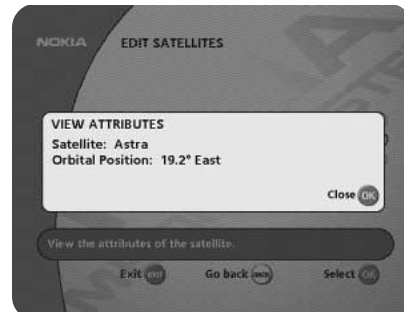 NOKIA
EDIT SATELLITES
VIEW ATTRIBUTES
Satellite: Astra
Orbital Position: 19.2° East
Close OK
View the attributes of the satellite.
Exit EXIT Go back BACK Select OK